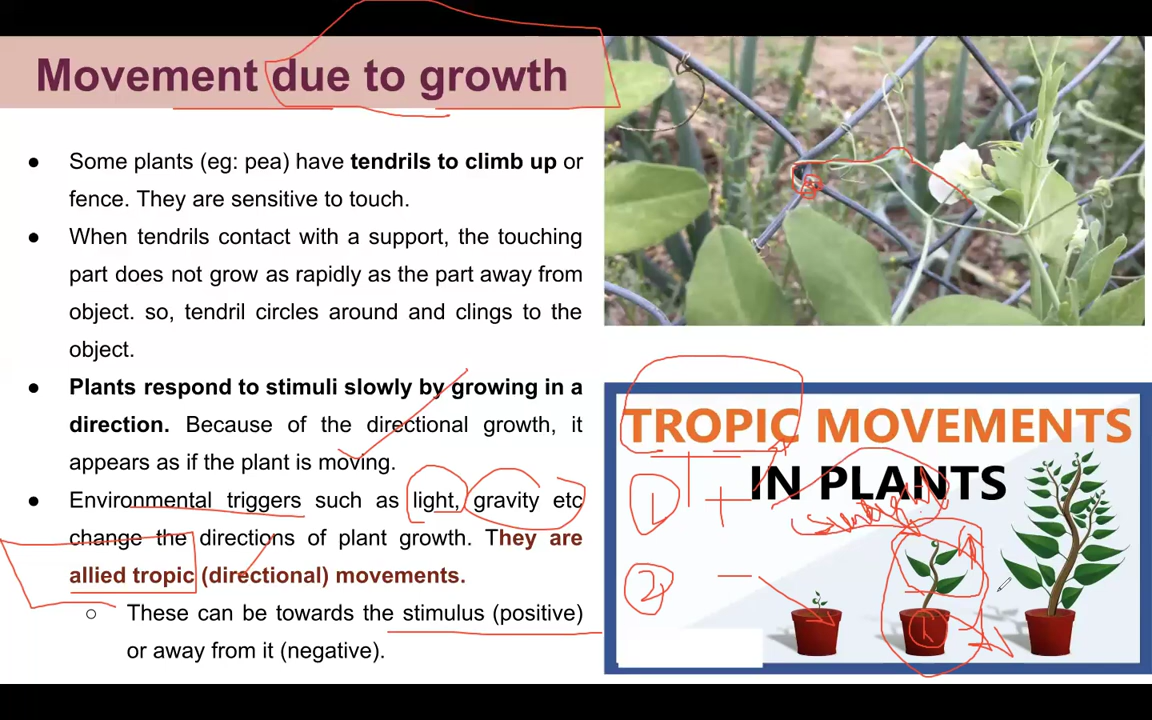 Movement due to growth
● Some plants (eg: pea) have tendrils to climb up or
fence. They are sensitive to touch.
● When tendrils contact with a support, the touching
part does not grow as rapidly as the part away from
object. so, tendril circles around and clings to the
object.
● Plants respond to stimuli slowly by growing in a
direction. Because of the directional growth, it
appears as if the plant is moving.
● Environmental triggers such as light, gravity etc
change the directions of plant growth. They are
allied tropic (directional) movements.
○ These can be towards the stimulus (positive)
or away from it (negative).
TROPIC MOVEMENTS
IN PLANTS
1 +
sunlight
2 -
1